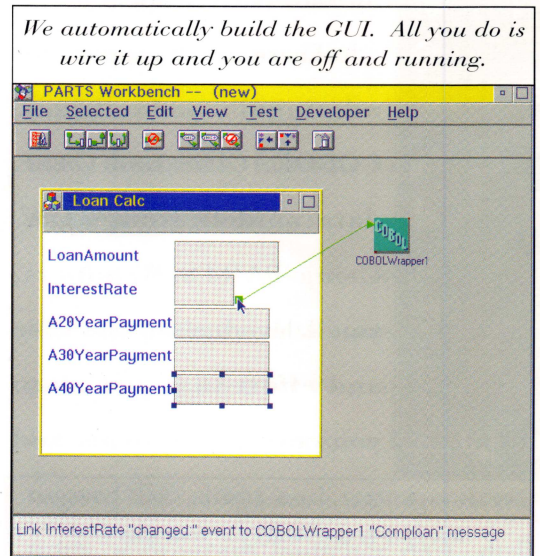 We automatically build the GUI. All you do is
wire it up and you are off and running.
PARTS Workbench -- (new)
File Selected Edit View Test Developer Help
Loan Calc
LoanAmount
InterestRate
A20YearPayment
A30YearPayment
A40YearPayment
COBOL
COBOLWrapper1
Link InterestRate "changed:" event to COBOLWrapper1 "Comploan" message